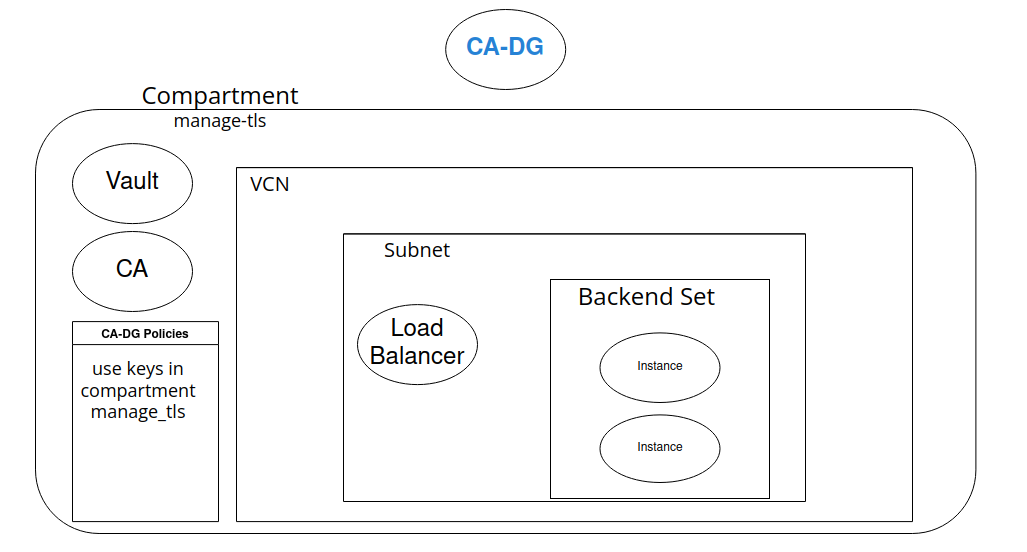 CA-DG
Compartment
manage-tls
Vault
CA
CA-DG Policies
use keys in
compartment
manage_tls
VCN
Subnet
Load
Balancer
Backend Set
Instance
Instance